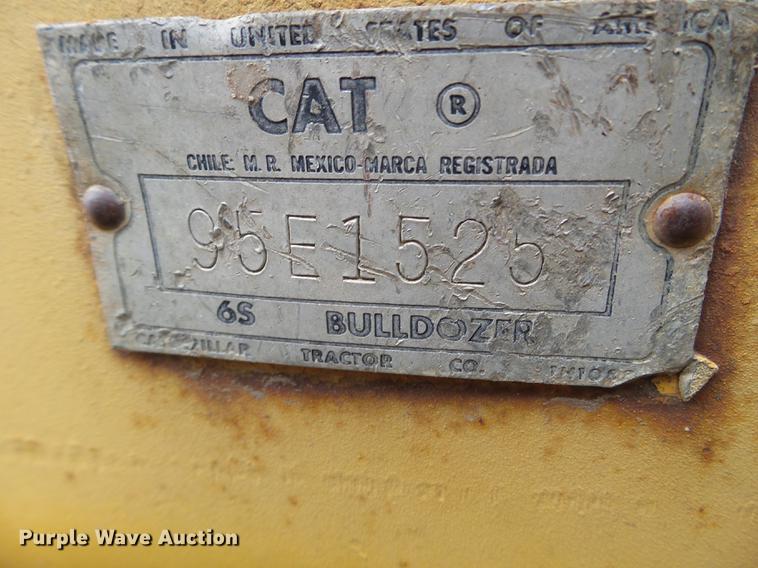 MADE IN UNITED STATES OF AMERICA
CAT ®
CHILE M. R. MEXICO-MARCA REGISTRADA
95E1525
6S BULLDOZER
CATERPILLAR TRACTOR CO.
Purple Wave Auction